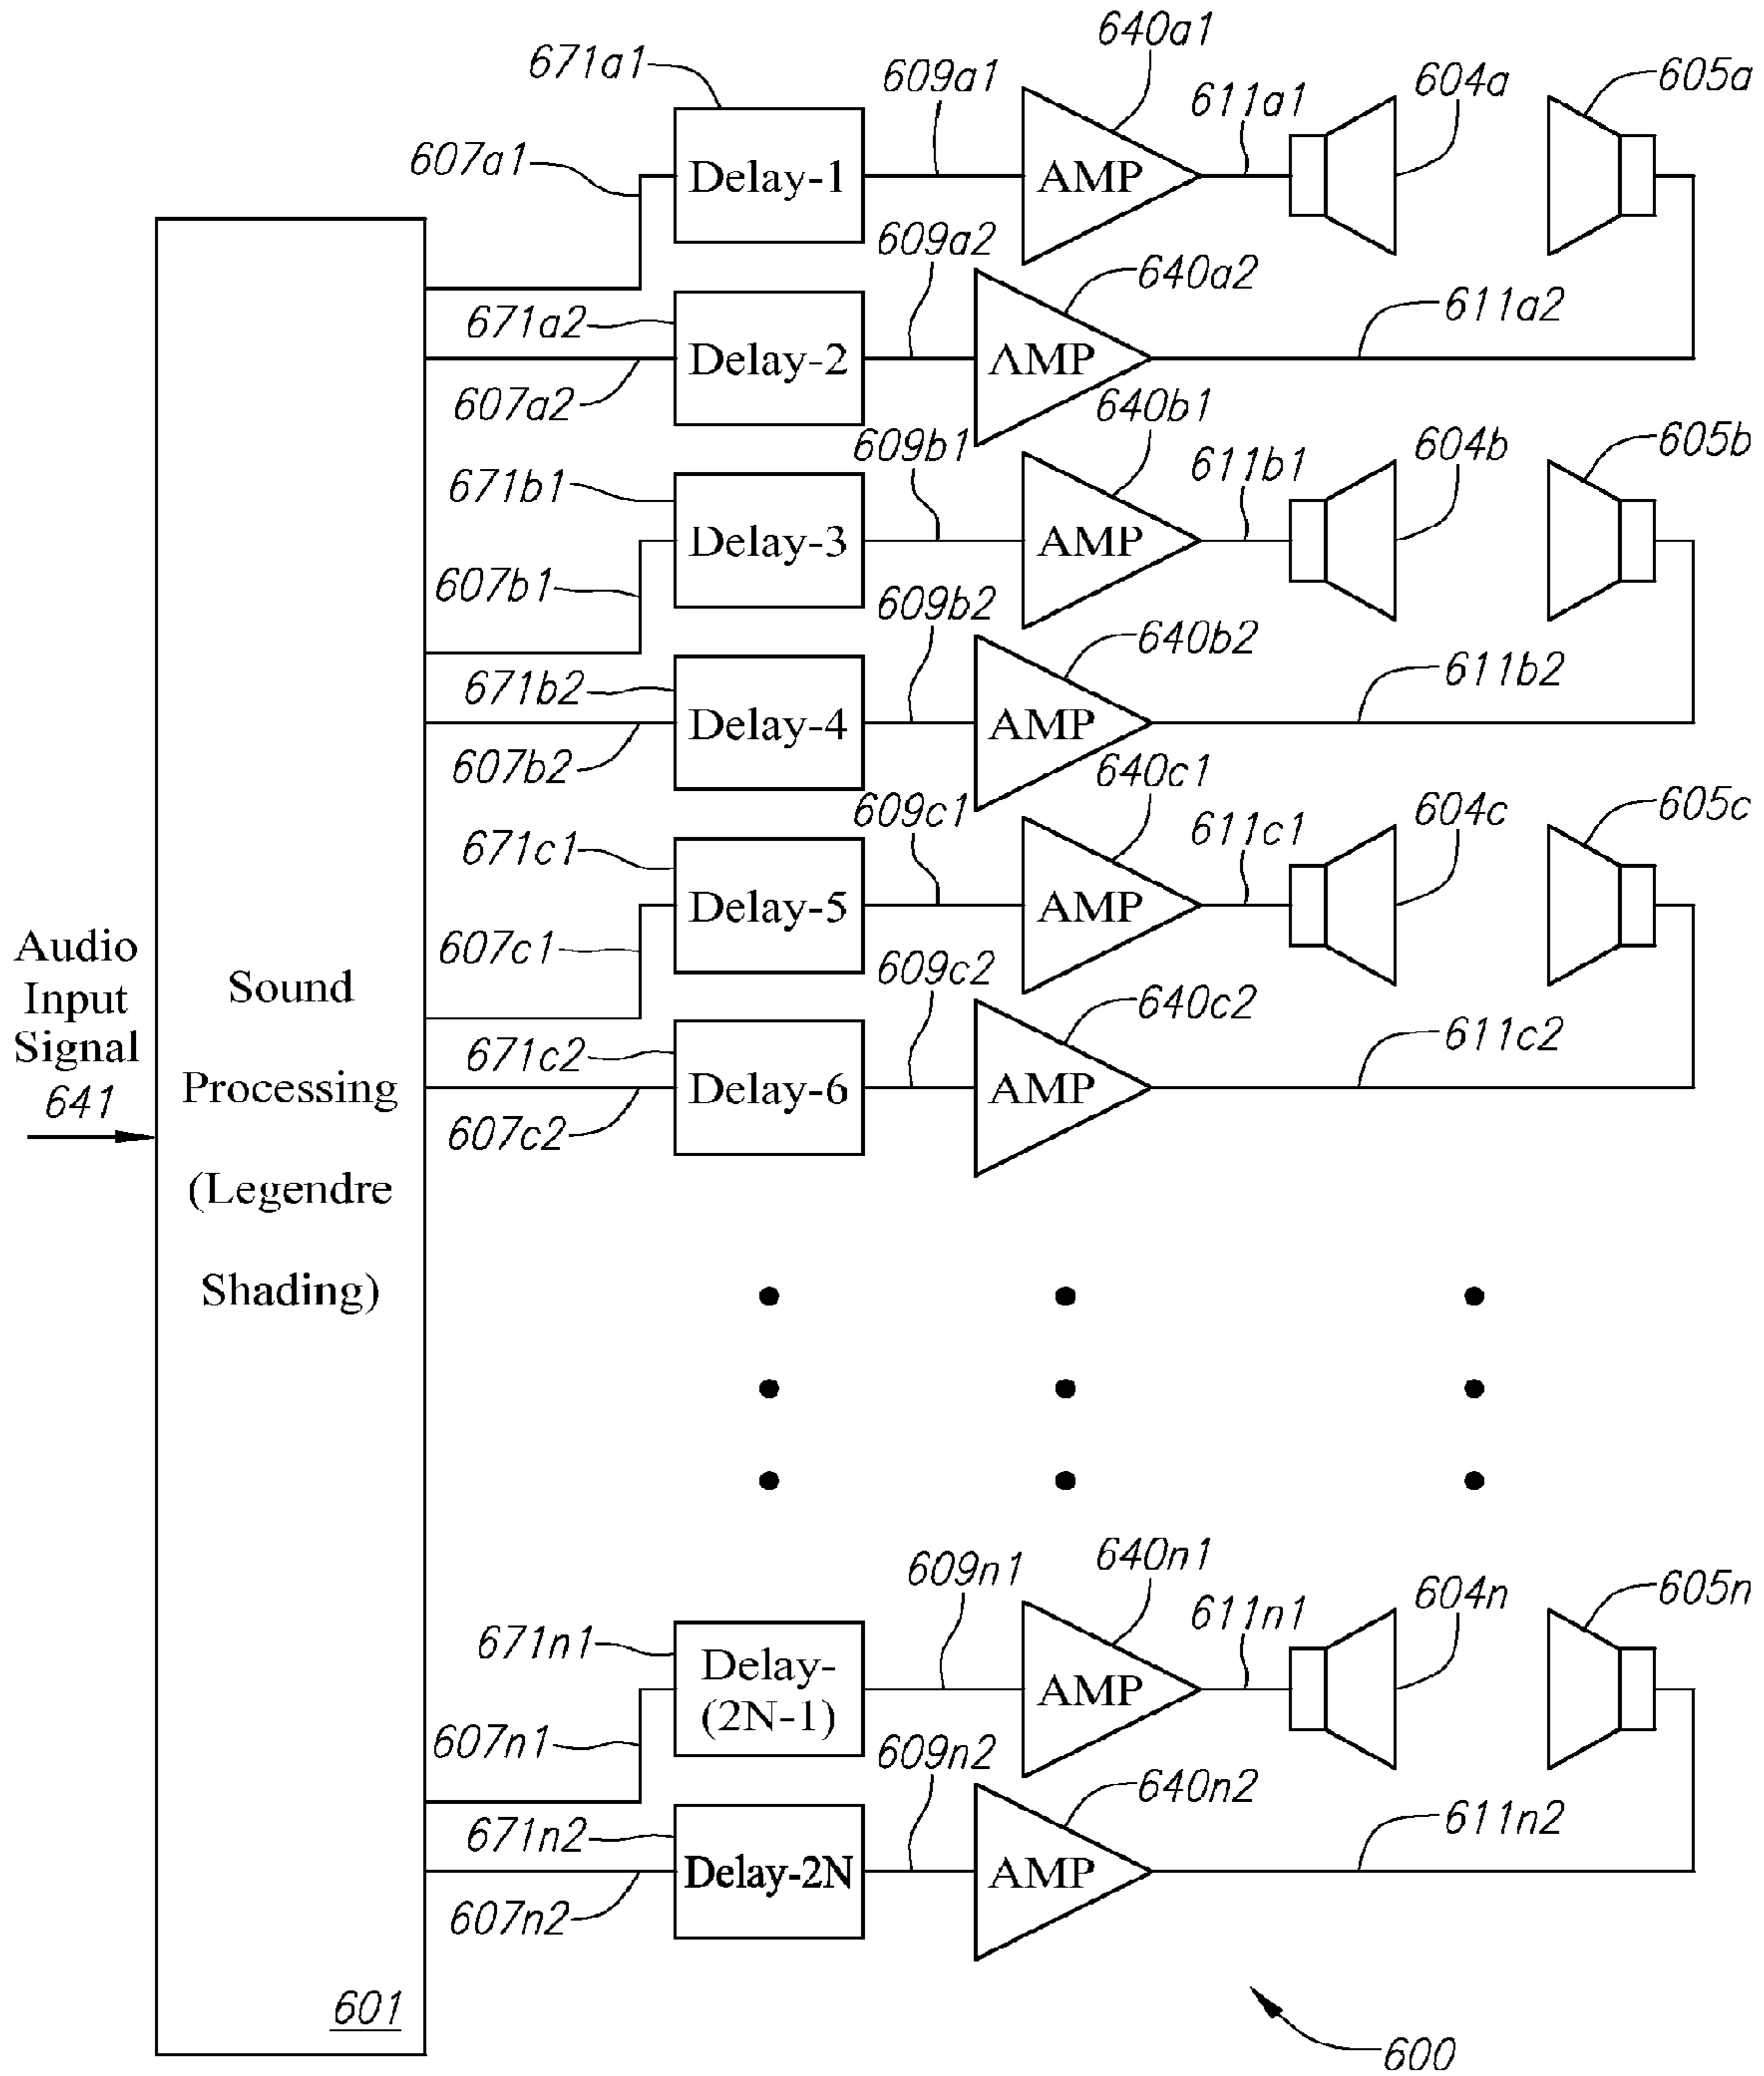 640a1
671a1
609a1
611a1
604a
605a
607a1
Delay-1
AMP
609a2
640a2
671a2
611a2
Delay-2
AMP
607a2
640b1
609b1
611b1
604b
605b
671b1
Delay-3
AMP
607b1
609b2
640b2
671b2
611b2
Delay-4
AMP
607b2
640c1
609c1
611c1
604c
605c
671c1
Delay-5
AMP
607c1
609c2
640c2
671c2
611c2
Delay-6
AMP
607c2
Audio
Input
Signal
641
Sound
Processing
(Legendre
Shading)
640n1
609n1
611n1
604n
605n
671n1
Delay-
(2N-1)
AMP
607n1
609n2
640n2
671n2
611n2
Delay-2N
AMP
607n2
601
600